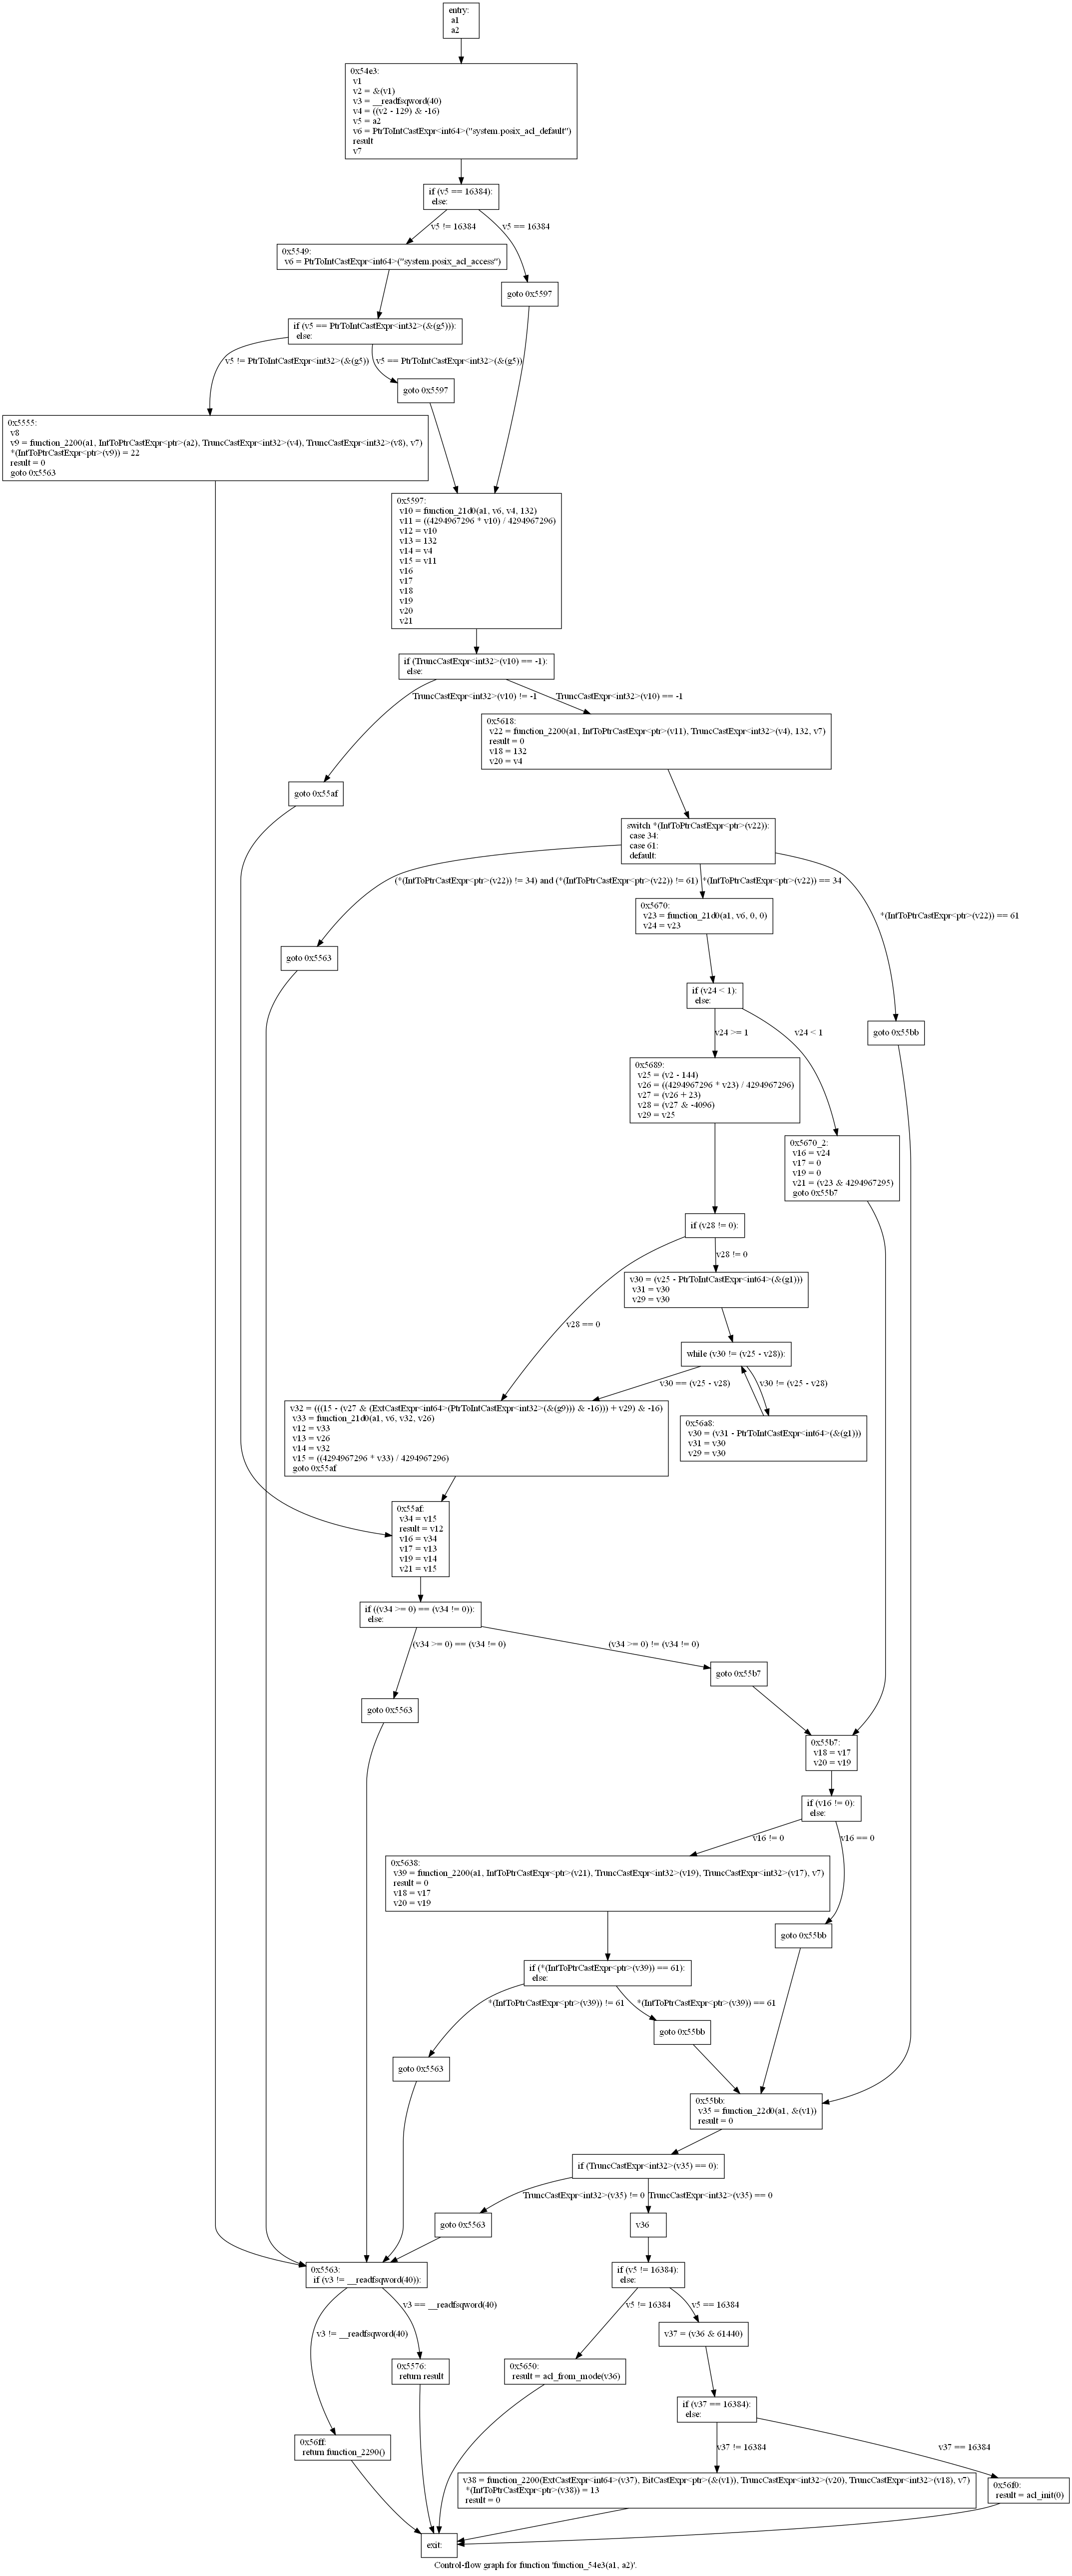 entry:
a1
a2
0x54e3:
v1
v2 = &(v1)
v3 = __readfsqword(40)
v4 = ((v2 - 129) & -16)
v5 = a2
v6 = PtrToIntCastExpr<int64>("system.posix_acl_default")
result
v7
if (v5 == 16384):
else:
v5 != 16384
v5 == 16384
0x5549:
v6 = PtrToIntCastExpr<int64>("system.posix_acl_access")
goto 0x5597
if (v5 == PtrToIntCastExpr<int32>(&(g5))):
else:
v5 != PtrToIntCastExpr<int32>(&(g5))
v5 == PtrToIntCastExpr<int32>(&(g5))
goto 0x5597
0x5555:
v8
v9 = function_2200(a1, IntToPtrCastExpr<ptr>(a2), TruncCastExpr<int32>(v4), TruncCastExpr<int32>(v8), v7)
*(IntToPtrCastExpr<ptr>(v9)) = 22
result = 0
goto 0x5563
0x5597:
v10 = function_21d0(a1, v6, v4, 132)
v11 = ((4294967296 * v10) / 4294967296)
v12 = v10
v13 = 132
v14 = v4
v15 = v11
v16
v17
v18
v19
v20
v21
if (TruncCastExpr<int32>(v10) == -1):
else:
TruncCastExpr<int32>(v10) != -1
TruncCastExpr<int32>(v10) == -1
0x5618:
v22 = function_2200(a1, IntToPtrCastExpr<ptr>(v11), TruncCastExpr<int32>(v4), 132, v7)
result = 0
v18 = 132
v20 = v4
goto 0x55af
switch *(IntToPtrCastExpr<ptr>(v22)):
case 34:
case 61:
default:
(*(IntToPtrCastExpr<ptr>(v22)) != 34) and (*(IntToPtrCastExpr<ptr>(v22)) != 61)
*(IntToPtrCastExpr<ptr>(v22)) == 34
*(IntToPtrCastExpr<ptr>(v22)) == 61
0x5670:
v23 = function_21d0(a1, v6, 0, 0)
v24 = v23
goto 0x5563
if (v24 < 1):
else:
goto 0x55bb
v24 >= 1
v24 < 1
0x5689:
v25 = (v2 - 144)
v26 = ((4294967296 * v23) / 4294967296)
v27 = (v26 + 23)
v28 = (v27 & -4096)
v29 = v25
0x5670_2:
v16 = v24
v17 = 0
v19 = 0
v21 = (v23 & 4294967295)
goto 0x55b7
if (v28 != 0):
v28 != 0
v30 = (v25 - PtrToIntCastExpr<int64>(&(g1)))
v31 = v30
v29 = v30
v28 == 0
while (v30 != (v25 - v28)):
v30 == (v25 - v28)
v30 != (v25 - v28)
v32 = (((15 - (v27 & (ExtCastExpr<int64>(PtrToIntCastExpr<int32>(&(g9))) & -16))) + v29) & -16)
v33 = function_21d0(a1, v6, v32, v26)
v12 = v33
v13 = v26
v14 = v32
v15 = ((4294967296 * v33) / 4294967296)
goto 0x55af
0x56a8:
v30 = (v31 - PtrToIntCastExpr<int64>(&(g1)))
v31 = v30
v29 = v30
0x55af:
v34 = v15
result = v12
v16 = v34
v17 = v13
v19 = v14
v21 = v15
if ((v34 >= 0) == (v34 != 0)):
else:
(v34 >= 0) == (v34 != 0)
(v34 >= 0) != (v34 != 0)
goto 0x55b7
goto 0x5563
0x55b7:
v18 = v17
v20 = v19
if (v16 != 0):
else:
v16 != 0
v16 == 0
0x5638:
v39 = function_2200(a1, IntToPtrCastExpr<ptr>(v21), TruncCastExpr<int32>(v19), TruncCastExpr<int32>(v17), v7)
result = 0
v18 = v17
v20 = v19
goto 0x55bb
if (*(IntToPtrCastExpr<ptr>(v39)) == 61):
else:
*(IntToPtrCastExpr<ptr>(v39)) != 61
*(IntToPtrCastExpr<ptr>(v39)) == 61
goto 0x55bb
goto 0x5563
0x55bb:
v35 = function_22d0(a1, &(v1))
result = 0
if (TruncCastExpr<int32>(v35) == 0):
TruncCastExpr<int32>(v35) != 0
TruncCastExpr<int32>(v35) == 0
goto 0x5563
v36
0x5563:
if (v3 != __readfsqword(40)):
if (v5 != 16384):
else:
v3 != __readfsqword(40)
v3 == __readfsqword(40)
v5 != 16384
v5 == 16384
v37 = (v36 & 61440)
0x5576:
return result
0x5650:
result = acl_from_mode(v36)
if (v37 == 16384):
else:
0x56ff:
return function_2290()
v37 != 16384
v37 == 16384
v38 = function_2200(ExtCastExpr<int64>(v37), BitCastExpr<ptr>(&(v1)), TruncCastExpr<int32>(v20), TruncCastExpr<int32>(v18), v7)
*(IntToPtrCastExpr<ptr>(v38)) = 13
result = 0
0x56f0:
result = acl_init(0)
exit:
Control-flow graph for function 'function_54e3(a1, a2)'.